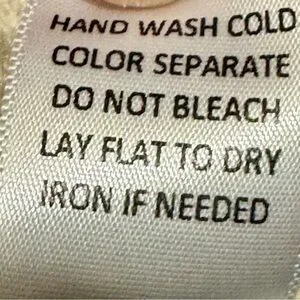 HAND WASH COLD
COLOR SEPARATE
DO NOT BLEACH
LAY FLAT TO DRY
IRON IF NEEDED